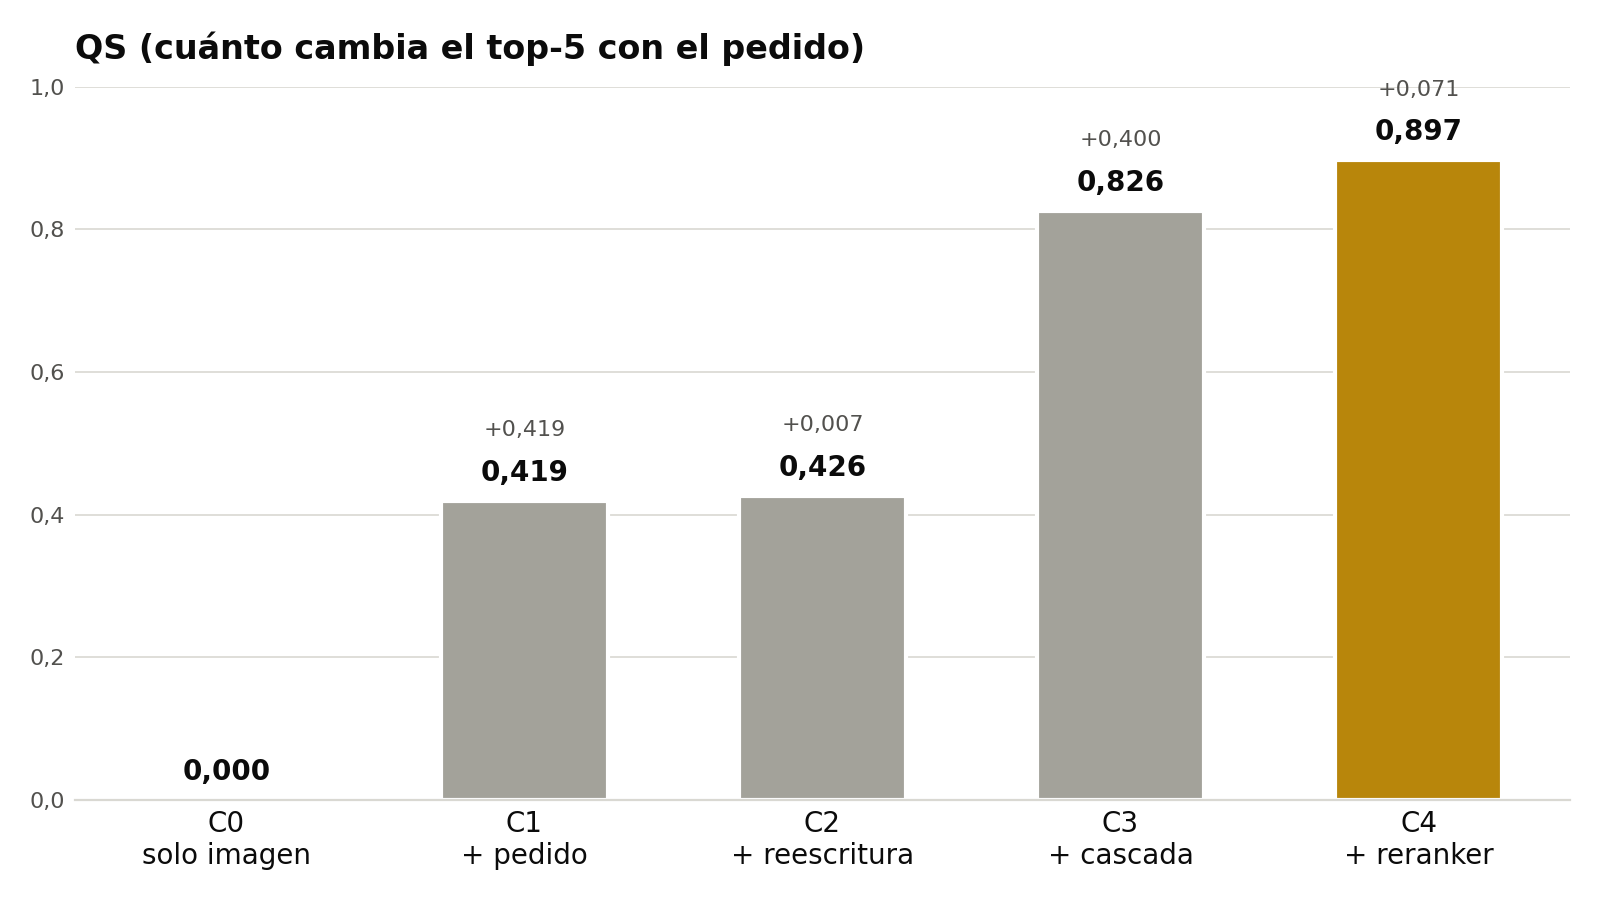 QS (cuánto cambia el top-5 con el pedido)
1,0
0,8
0,6
0,4
0,2
0,0
0,000
+0,419
0,419
+0,007
0,426
+0,400
0,826
+0,071
0,897
C0
solo imagen
C1
+ pedido
C2
+ reescritura
C3
+ cascada
C4
+ reranker